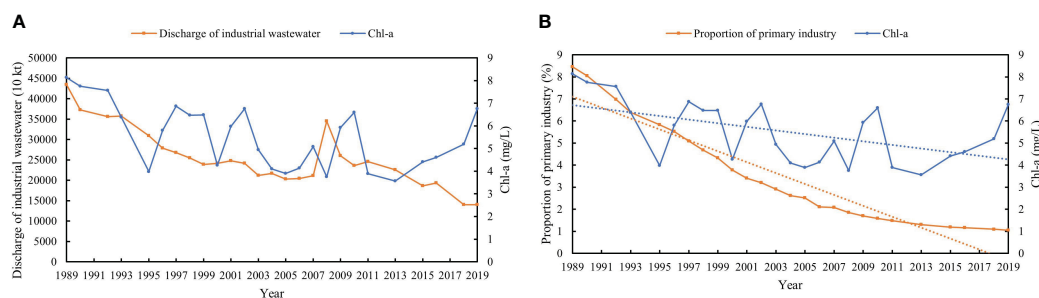 A
Discharge of industrial wastewater
Chl-a
Discharge of industrial wastewater (10 kt)
50000
45000
40000
35000
30000
25000
20000
15000
10000
5000
0
9
8
7
6
5
4
3
2
1
0
Chl-a (mg/L)
1989 1991 1993 1995 1997 1999 2001 2003 2005 2007 2009 2011 2013 2015 2017 2019
Year
B
Proportion of primary industry
Chl-a
Proportion of primary industry (%)
9
8
7
6
5
4
3
2
1
0
9
8
7
6
5
4
3
2
1
0
Chl-a (mg/L)
1989 1991 1993 1995 1997 1999 2001 2003 2005 2007 2009 2011 2013 2015 2017 2019
Year